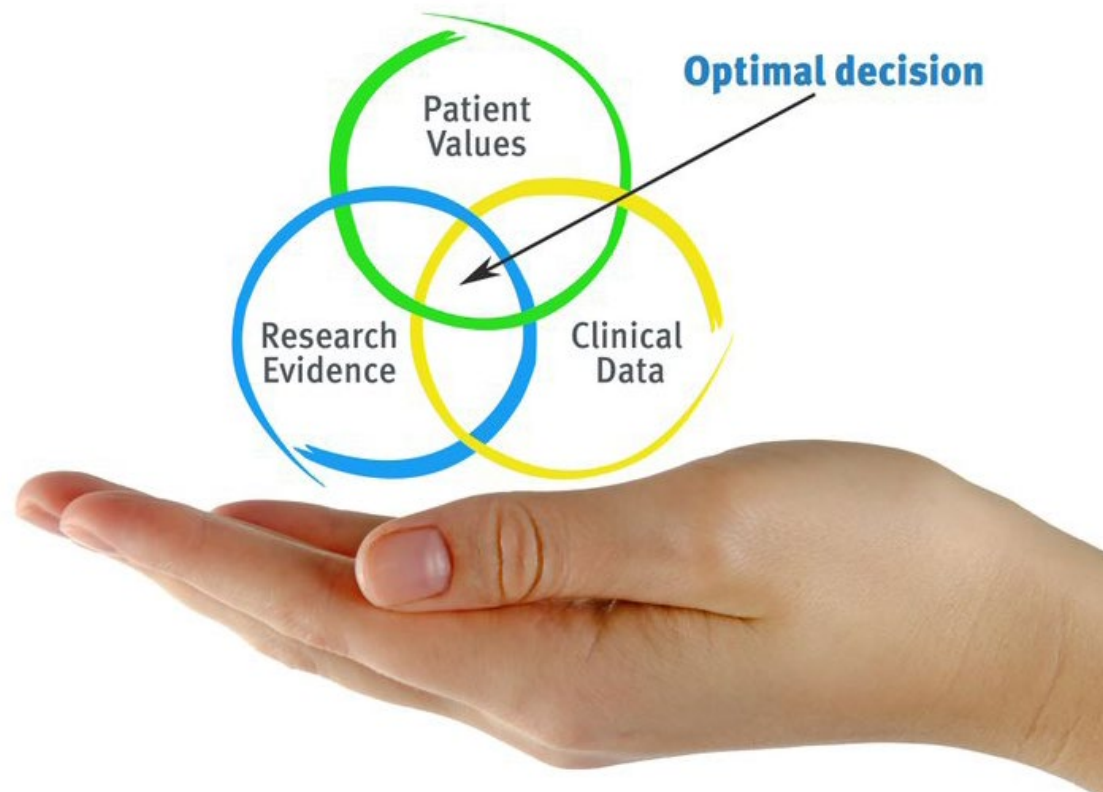 Optimal decision
Patient
Values
Research
Evidence
Clinical
Data